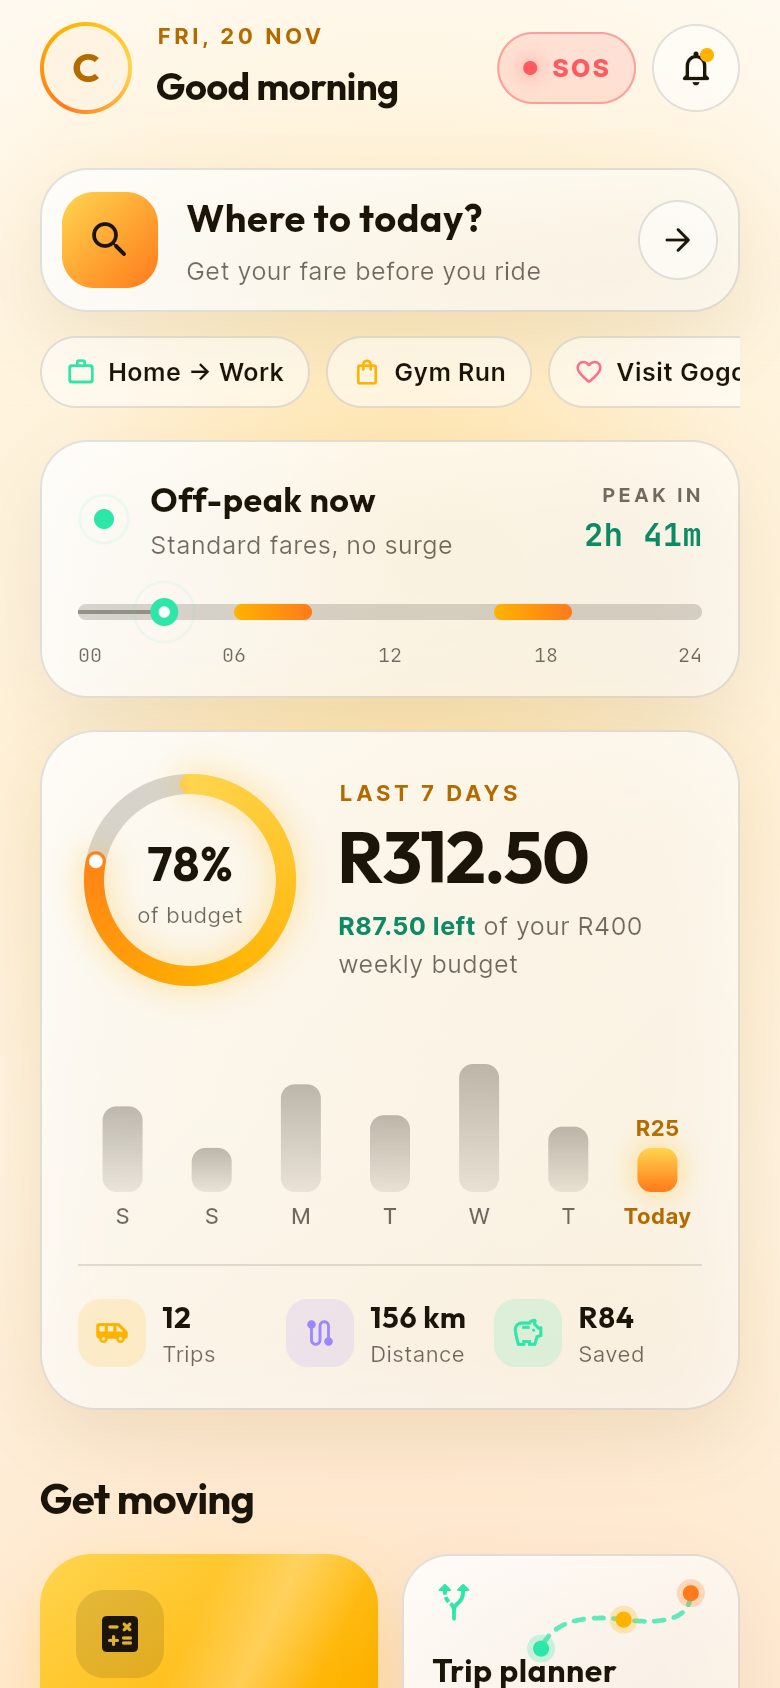 C
FRI, 20 NOV
Good morning
SOS
Where to today?
Get your fare before you ride
Home → Work
Gym Run
Visit Gogo
Off-peak now
Standard fares, no surge
PEAK IN
2h 41m
00 06 12 18 24
78%
of budget
LAST 7 DAYS
R312.50
R87.50 left of your R400
weekly budget
R25
S S M T W T Today
12
Trips
156 km
Distance
R84
Saved
Get moving
Trip planner